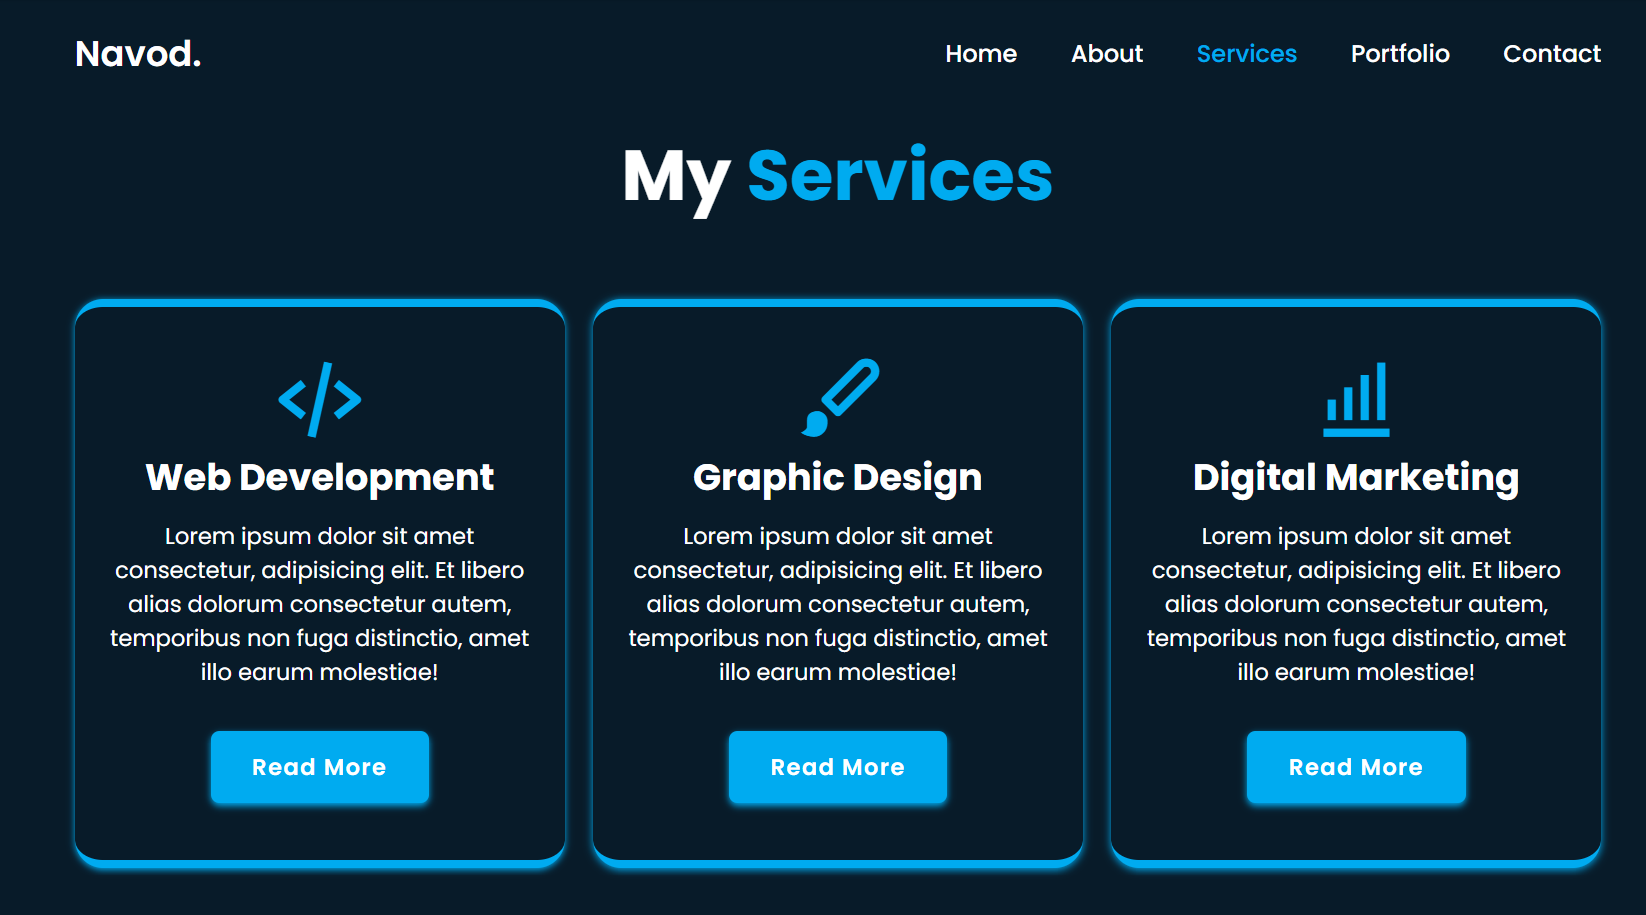 Navod.
Home About Services Portfolio Contact
My Services
Web Development
Lorem ipsum dolor sit amet
consectetur, adipisicing elit. Et libero
alias dolorum consectetur autem,
temporibus non fuga distinctio, amet
illo earum molestiae!
Read More
Graphic Design
Lorem ipsum dolor sit amet
consectetur, adipisicing elit. Et libero
alias dolorum consectetur autem,
temporibus non fuga distinctio, amet
illo earum molestiae!
Read More
Digital Marketing
Lorem ipsum dolor sit amet
consectetur, adipisicing elit. Et libero
alias dolorum consectetur autem,
temporibus non fuga distinctio, amet
illo earum molestiae!
Read More